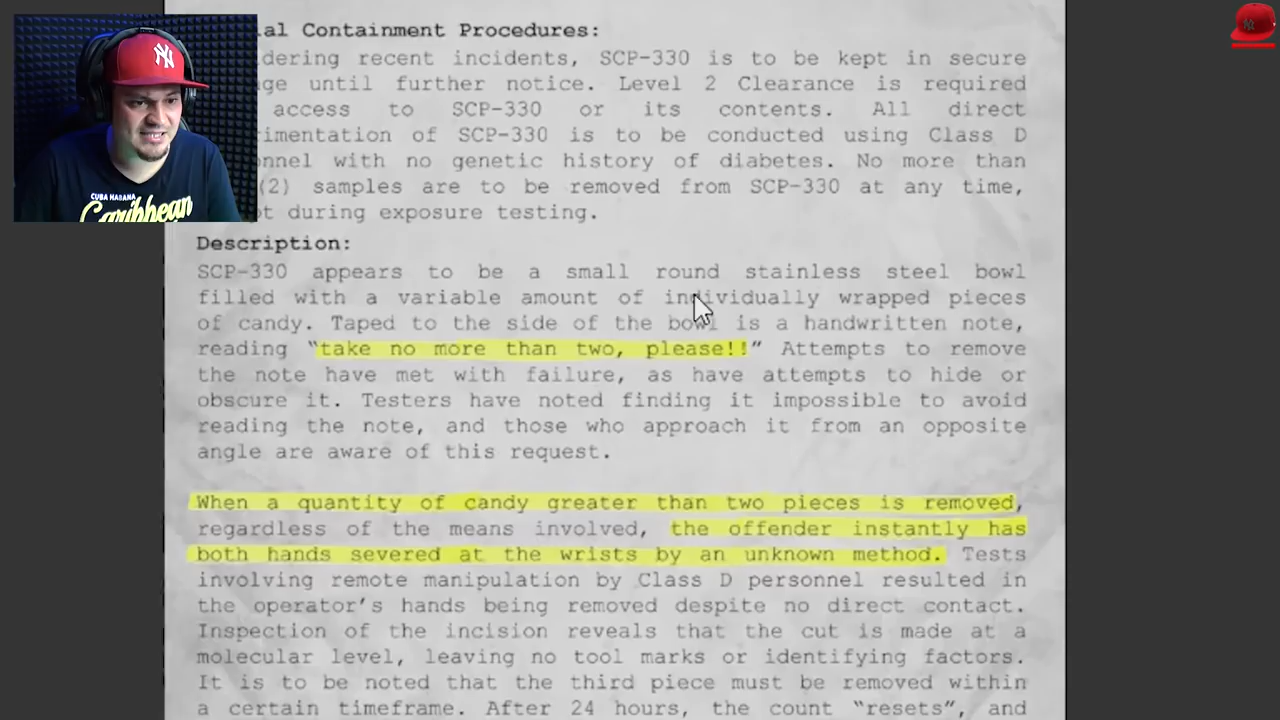 ial Containment Procedures:
dering recent incidents, SCP-330 is to be kept in secure
ge until further notice. Level 2 Clearance is required
access to SCP-330 or its contents. All direct
rimentation of SCP-330 is to be conducted using Class D
onnel with no genetic history of diabetes. No more than
(2) samples are to be removed from SCP-330 at any time,
pt during exposure testing.
CUBA HABANA
Caribbean
Description:
SCP-330 appears to be a small round stainless steel bowl
filled with a variable amount of individually wrapped pieces
of candy. Taped to the side of the bowl is a handwritten note,
reading "take no more than two, please!!" Attempts to remove
the note have met with failure, as have attempts to hide or
obscure it. Testers have noted finding it impossible to avoid
reading the note, and those who approach it from an opposite
angle are aware of this request.
When a quantity of candy greater than two pieces is removed,
regardless of the means involved, the offender instantly has
both hands severed at the wrists by an unknown method. Tests
involving remote manipulation by Class D personnel resulted in
the operator's hands being removed despite no direct contact.
Inspection of the incision reveals that the cut is made at a
molecular level, leaving no tool marks or identifying factors.
It is to be noted that the third piece must be removed within
a certain timeframe. After 24 hours, the count "resets", and